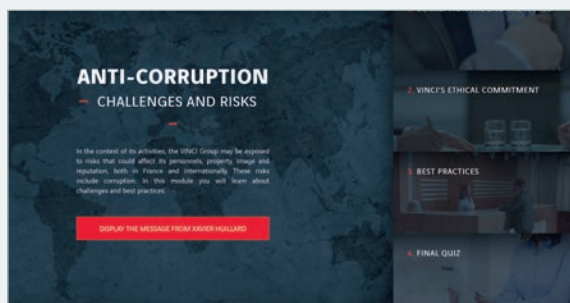 ANTI-CORRUPTION
CHALLENGES AND RISKS
In the context of its activities, the VINCI Group may be exposed
to risks that could affect its personnels, property, image and
reputation, both in France and internationally. These risks
include corruption. In this module you will learn about
challenges and best practices.
DISPLAY THE MESSAGE FROM XAVIER HUILLARD
2. VINCI'S ETHICAL COMMITMENT
3. BEST PRACTICES
4. FINAL QUIZ